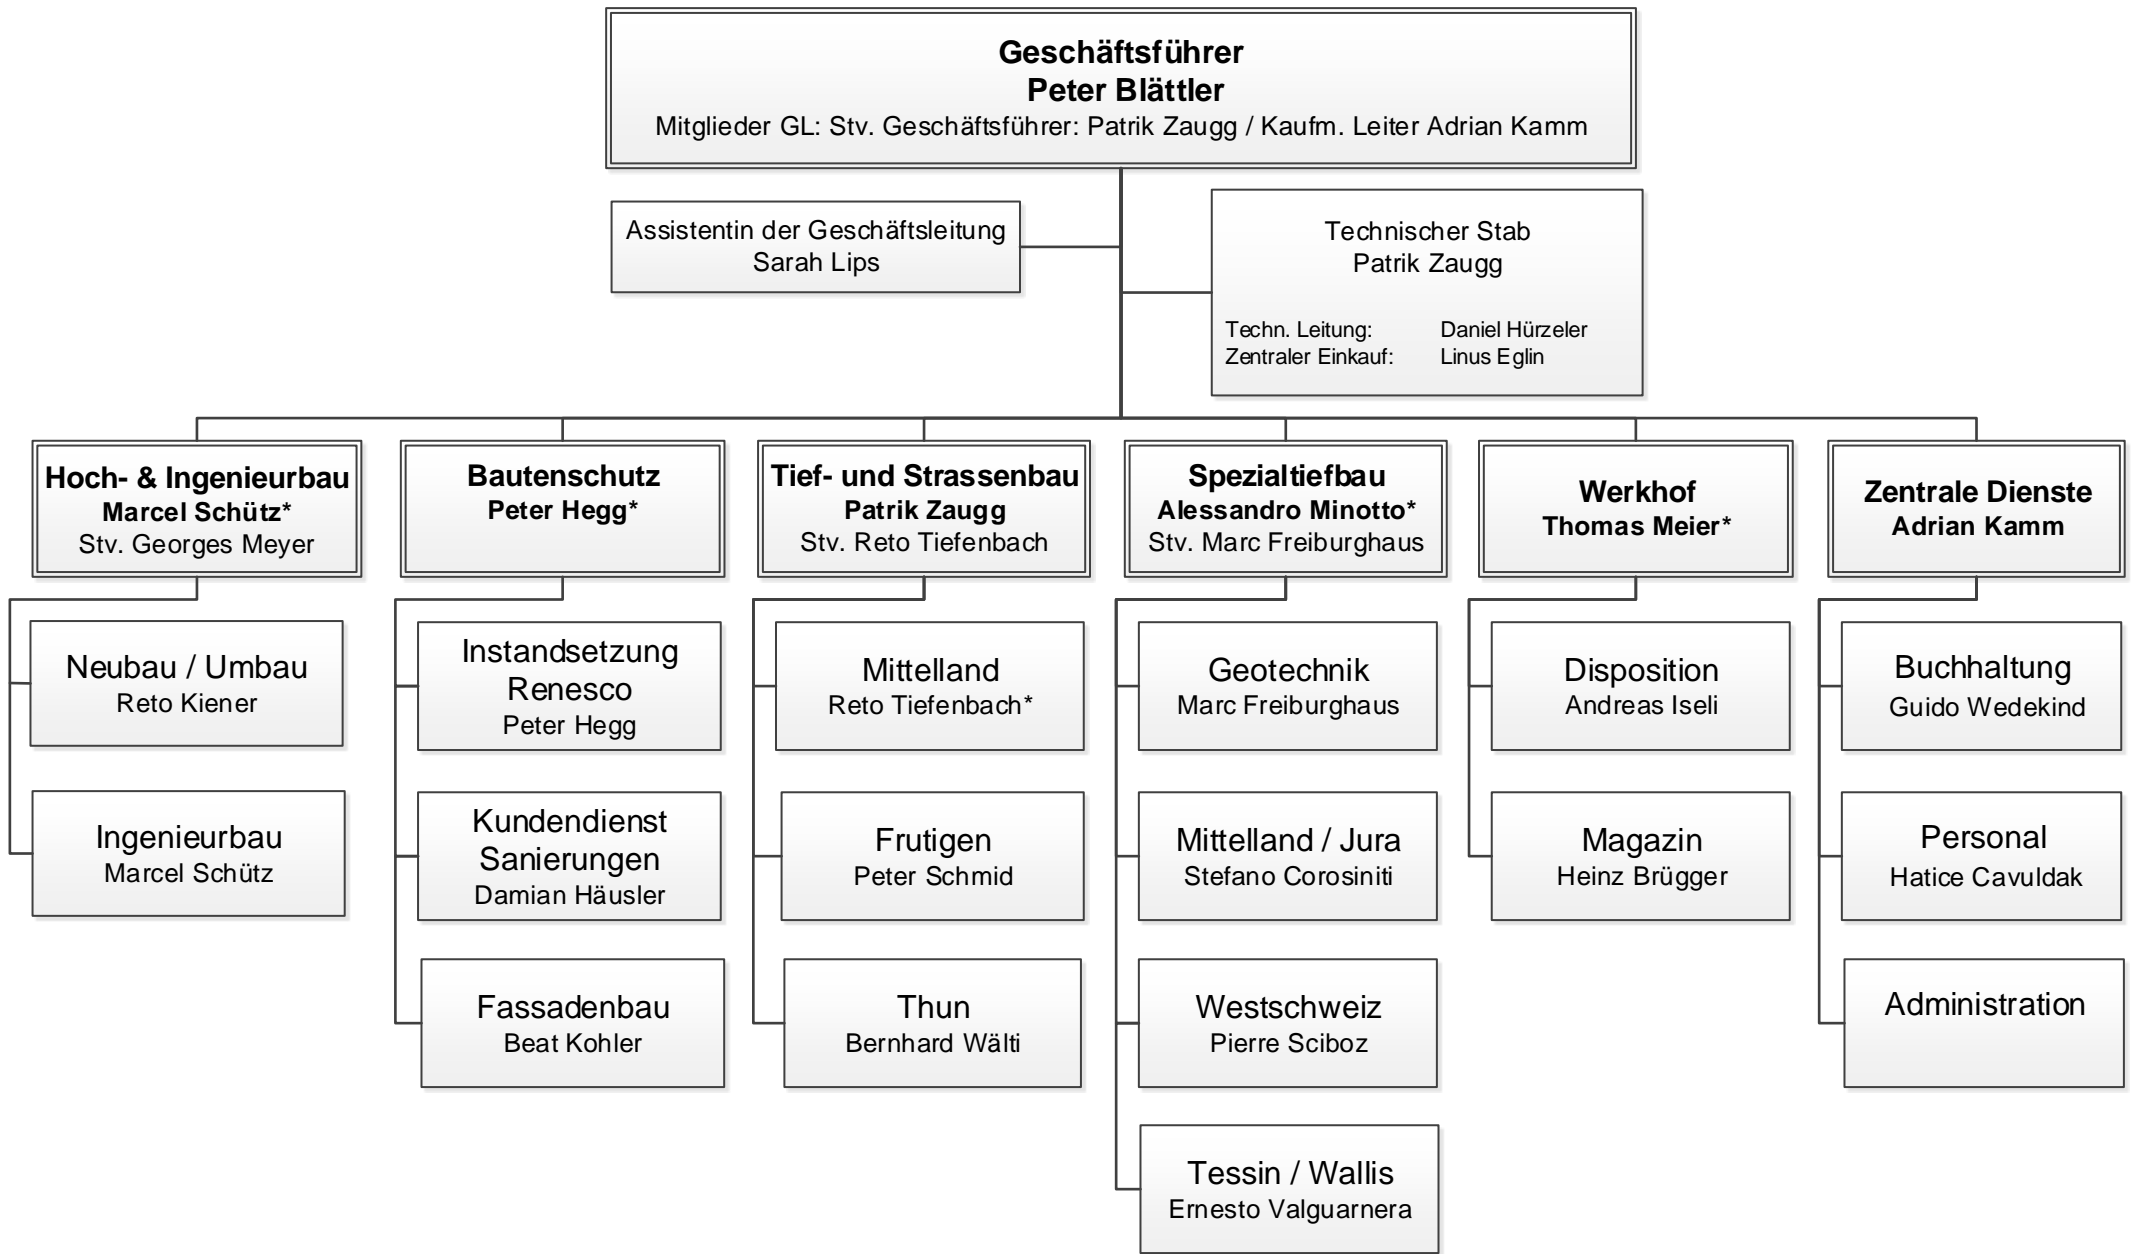 Geschäftsführer
Peter Blättler
Mitglieder GL: Stv. Geschäftsführer: Patrik Zaugg / Kaufm. Leiter Adrian Kamm
Assistentin der Geschäftsleitung
Sarah Lips
Technischer Stab
Patrik Zaugg
Techn. Leitung: Daniel Hürzeler
Zentraler Einkauf: Linus Eglin
Hoch- & Ingenieurbau
Marcel Schütz*
Stv. Georges Meyer
Neubau / Umbau
Reto Kiener
Ingenieurbau
Marcel Schütz
Bautenschutz
Peter Hegg*
Instandsetzung
Renesco
Peter Hegg
Kundendienst
Sanierungen
Damian Häusler
Fassadenbau
Beat Kohler
Tief- und Strassenbau
Patrik Zaugg
Stv. Reto Tiefenbach
Mittelland
Reto Tiefenbach*
Frutigen
Peter Schmid
Thun
Bernhard Wälti
Spezialtiefbau
Alessandro Minotto*
Stv. Marc Freiburghaus
Geotechnik
Marc Freiburghaus
Mittelland / Jura
Stefano Corosiniti
Westschweiz
Pierre Sciboz
Tessin / Wallis
Ernesto Valguarnera
Werkhof
Thomas Meier*
Disposition
Andreas Iseli
Magazin
Heinz Brügger
Zentrale Dienste
Adrian Kamm
Buchhaltung
Guido Wedekind
Personal
Hatice Cavuldak
Administration